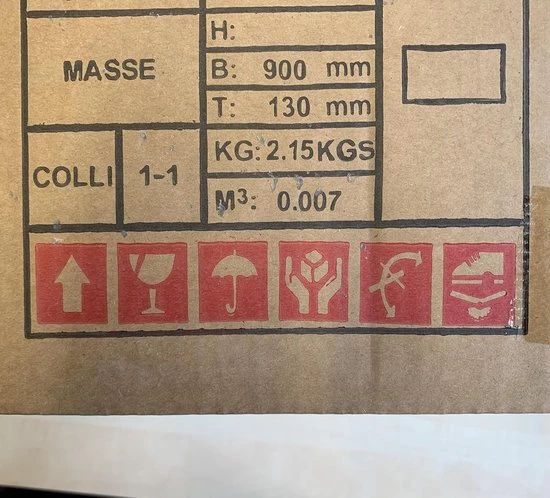 H:
MASSE
B: 900 mm
T: 130 mm
COLLI 1-1
KG: 2.15KGS
M³: 0.007